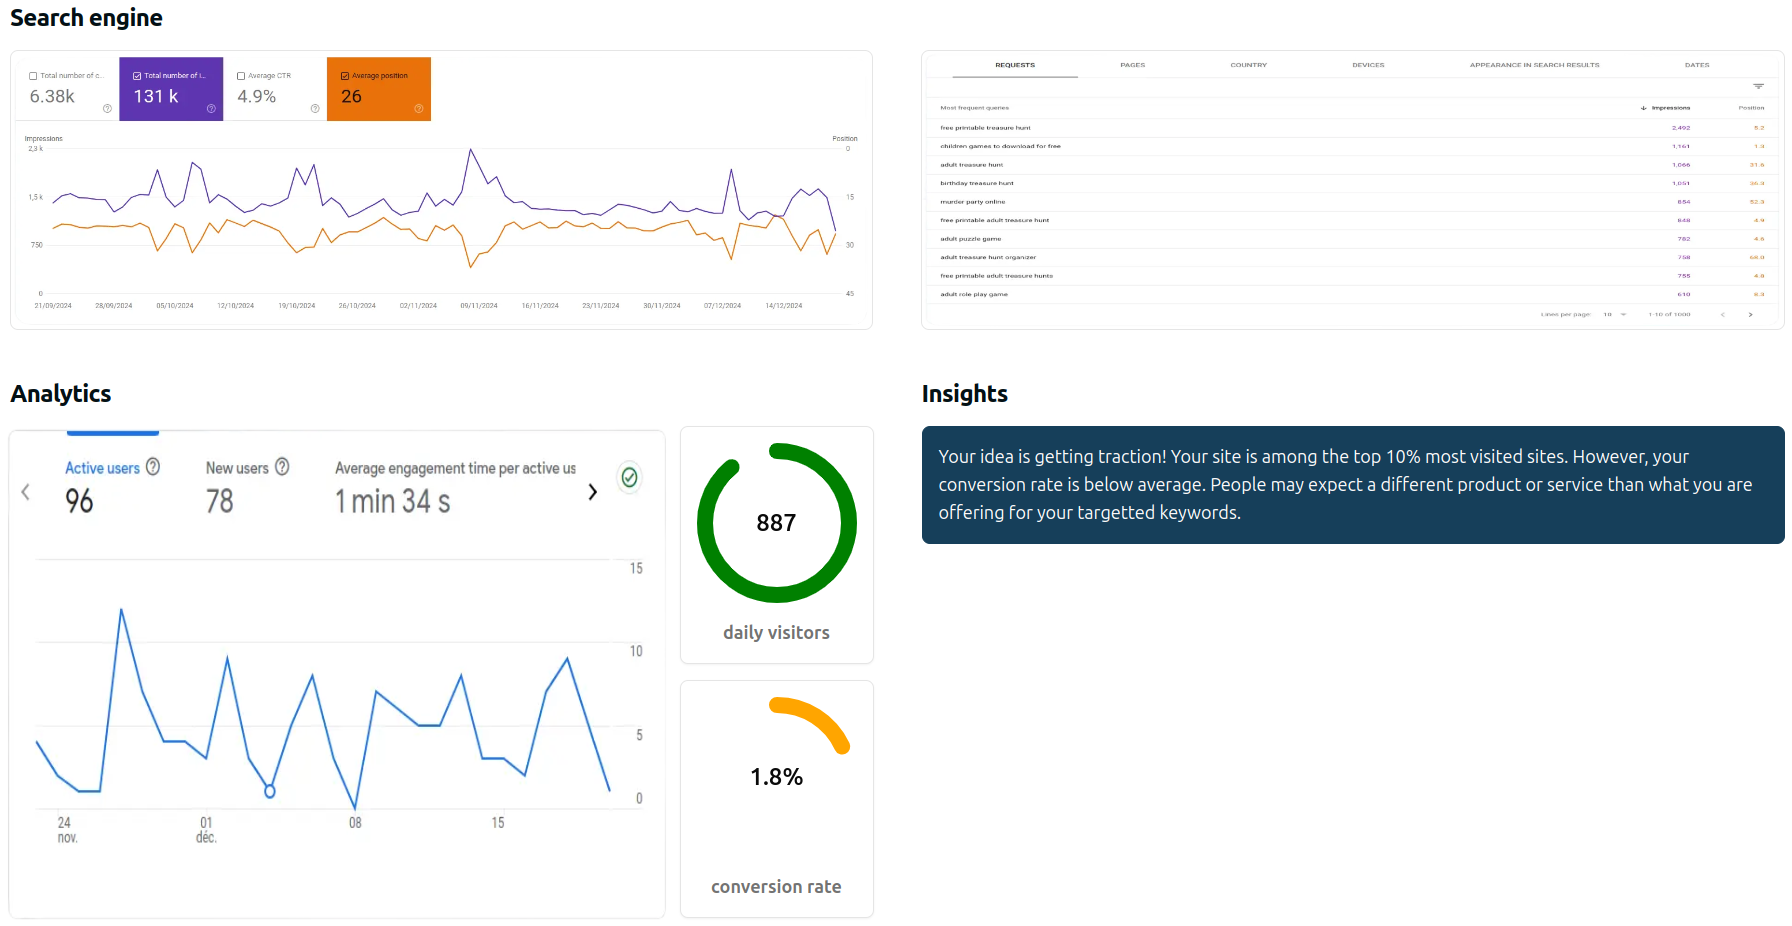 Search engine
Total number of c...
6.38k
Total number of i...
131 k
Average CTR
4.9%
Average position
26
Impressions
Position
2,3 k
1,5 k
750
0
0
15
30
45
21/09/2024 28/09/2024 05/10/2024 12/10/2024 19/10/2024 26/10/2024 02/11/2024 09/11/2024 16/11/2024 23/11/2024 30/11/2024 07/12/2024 14/12/2024
REQUESTS PAGES COUNTRY DEVICES APPEARANCE IN SEARCH RESULTS DATES
Most frequent queries Impressions Position
free printable treasure hunt 2,492 5.2
children games to download for free 1,161 1.3
adult treasure hunt 1,066 21.6
birthday treasure hunt 1,051 36.3
murder party online 854 52.3
free printable adult treasure hunt 848 4.9
adult puzzle game 782 4.6
adult treasure hunt organizer 758 68.0
free printable adult treasure hunts 755 4.8
adult role play game 610 8.3
Lines per page: 10 1-10 of 1000
Analytics
Active users
96
New users
78
Average engagement time per active us
1 min 34 s
15
10
5
0
24 nov.
01 déc.
08
15
887
daily visitors
1.8%
conversion rate
Insights
Your idea is getting traction! Your site is among the top 10% most visited sites. However, your
conversion rate is below average. People may expect a different product or service than what you are
offering for your targetted keywords.